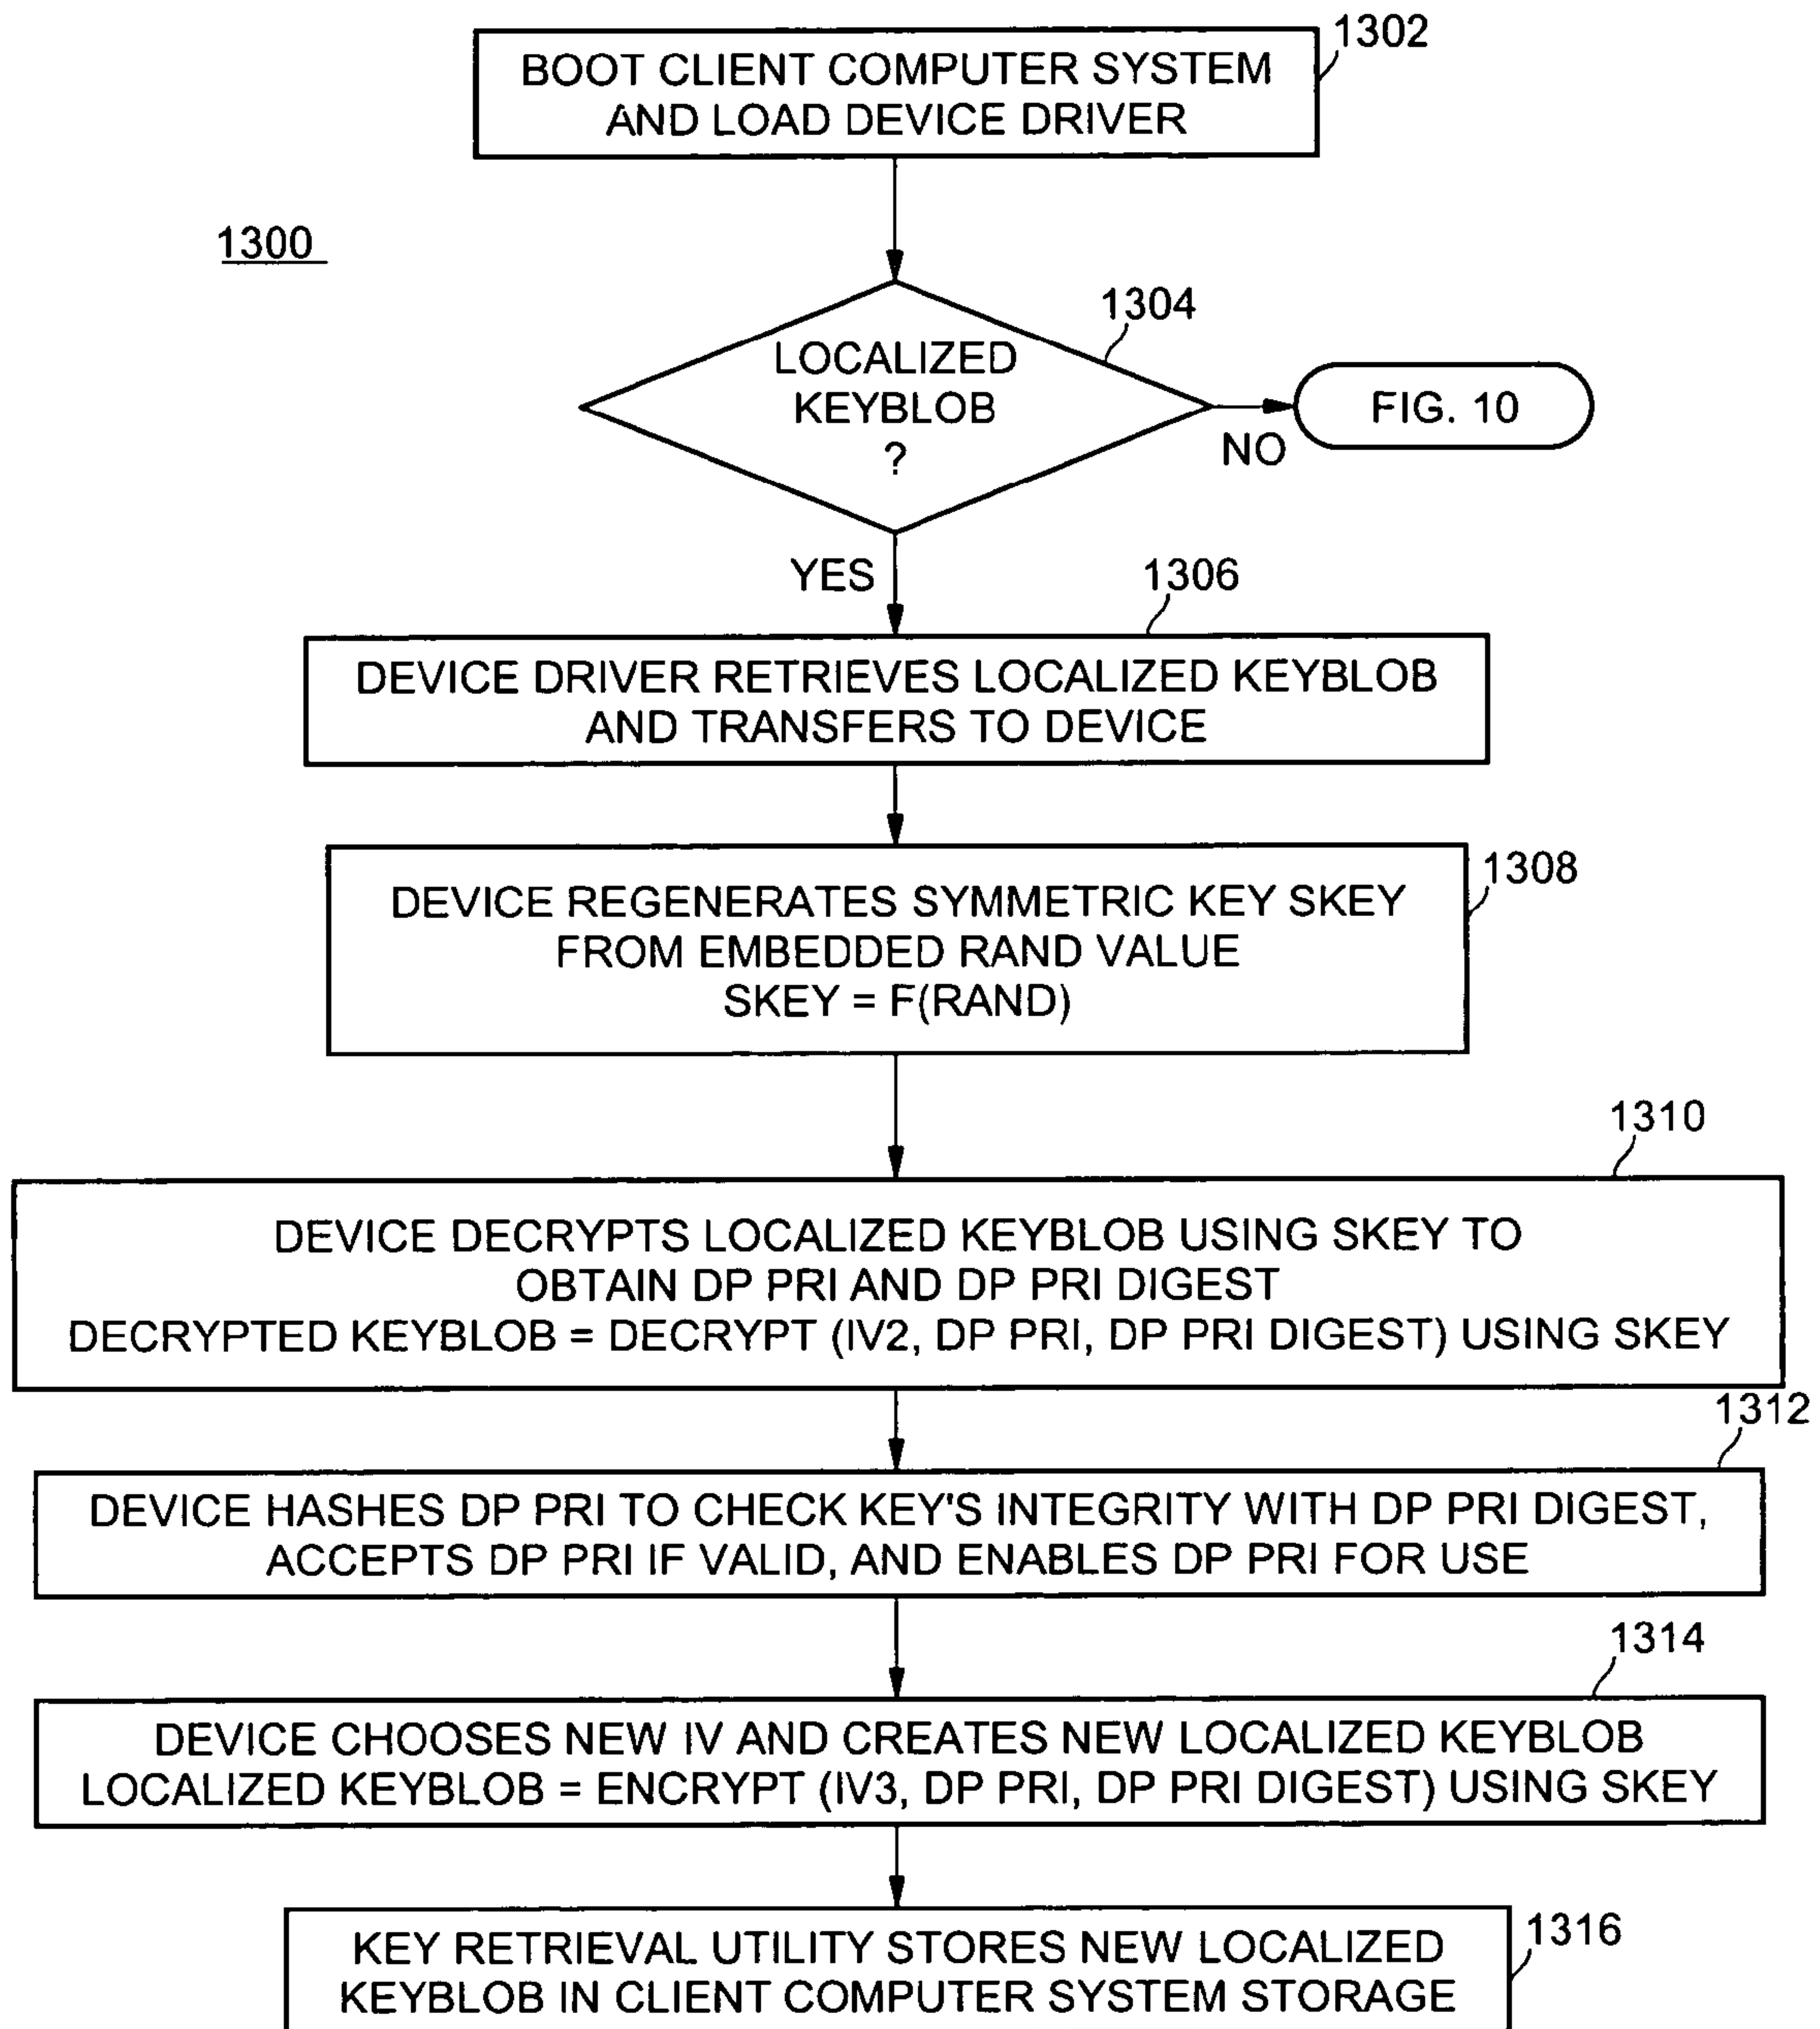 1302
BOOT CLIENT COMPUTER SYSTEM
AND LOAD DEVICE DRIVER
1300
1304
LOCALIZED
KEYBLOB
?
FIG. 10
NO
YES
1306
DEVICE DRIVER RETRIEVES LOCALIZED KEYBLOB
AND TRANSFERS TO DEVICE
1308
DEVICE REGENERATES SYMMETRIC KEY SKEY
FROM EMBEDDED RAND VALUE
SKEY = F(RAND)
1310
DEVICE DECRYPTS LOCALIZED KEYBLOB USING SKEY TO
OBTAIN DP PRI AND DP PRI DIGEST
DECRYPTED KEYBLOB = DECRYPT (IV2, DP PRI, DP PRI DIGEST) USING SKEY
1312
DEVICE HASHES DP PRI TO CHECK KEY'S INTEGRITY WITH DP PRI DIGEST,
ACCEPTS DP PRI IF VALID, AND ENABLES DP PRI FOR USE
1314
DEVICE CHOOSES NEW IV AND CREATES NEW LOCALIZED KEYBLOB
LOCALIZED KEYBLOB = ENCRYPT (IV3, DP PRI, DP PRI DIGEST) USING SKEY
1316
KEY RETRIEVAL UTILITY STORES NEW LOCALIZED
KEYBLOB IN CLIENT COMPUTER SYSTEM STORAGE